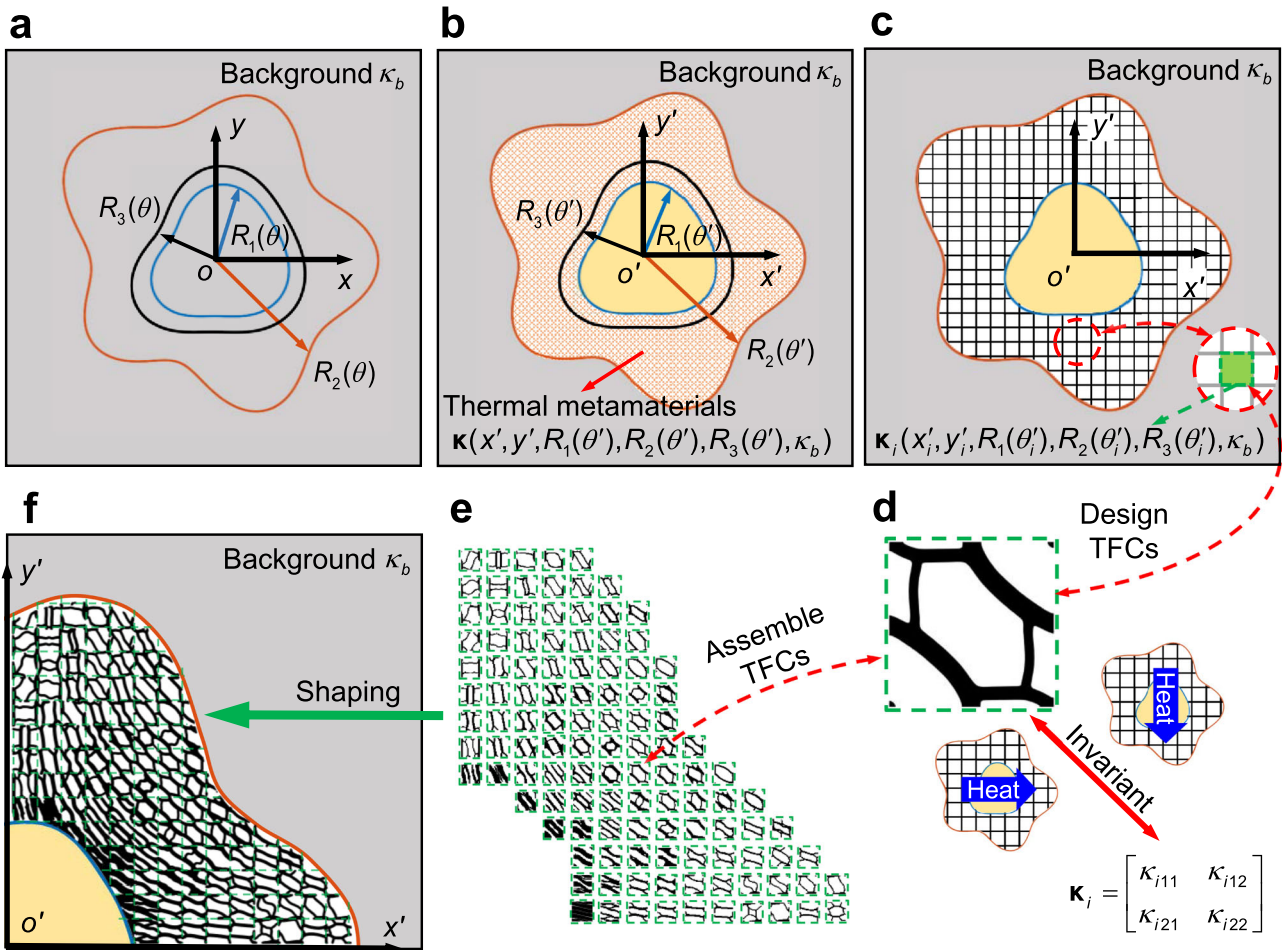 a
Background κb
y
R3(θ)
R1(θ)
o
x
R2(θ)
b
Background κb
y′
R3(θ′)
R1(θ′)
o′
x′
R2(θ′)
Thermal metamaterials
κ(x′, y′, R1(θ′), R2(θ′), R3(θ′), κb)
c
Background κb
y′
o′
x′
κi(x′i, y′i, R1(θ′i), R2(θ′i), R3(θ′i), κb)
f
Background κb
y′
Shaping
o′
x′
e
Assemble
TFCs
d
Design
TFCs
Heat
Heat
Invariant
κi = [κi11 κi12
κi21 κi22]